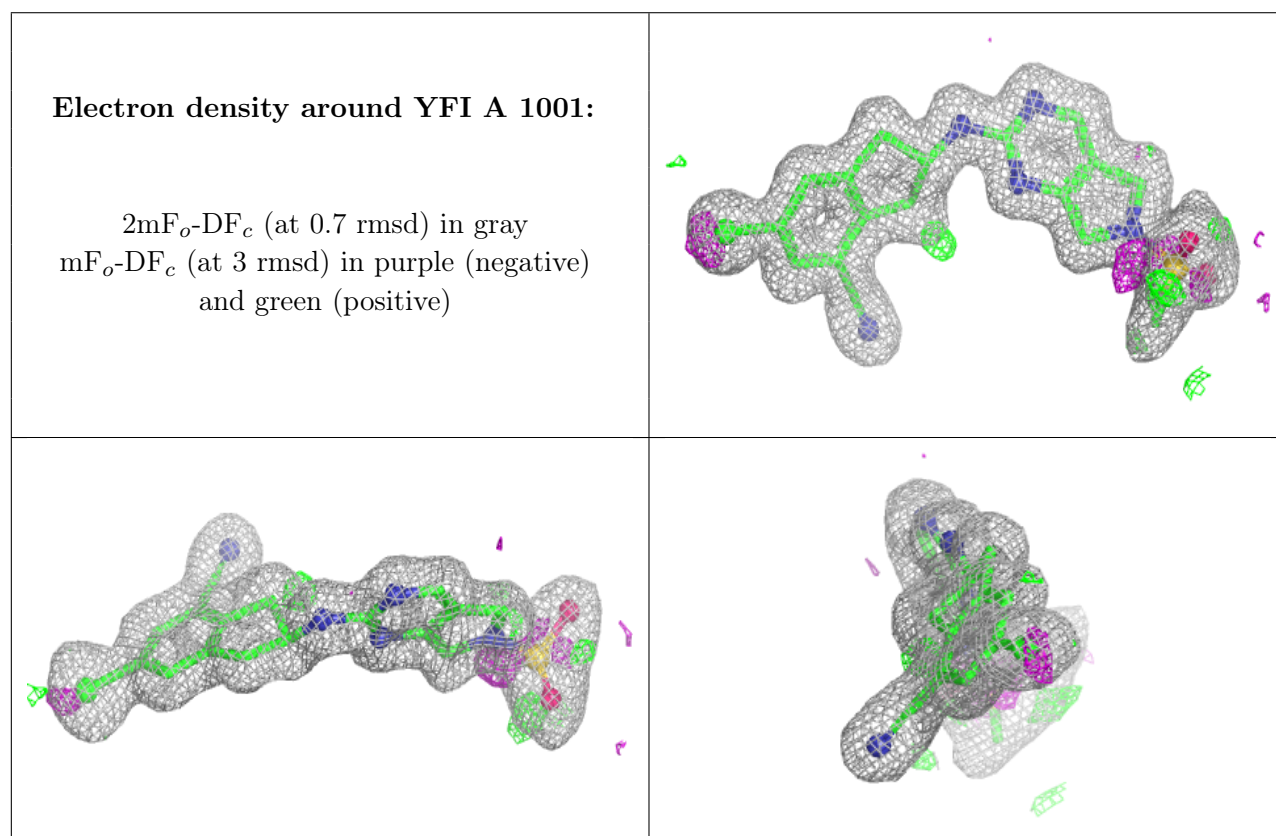 Electron density around YFI A 1001:
2mFo-DFc (at 0.7 rmsd) in gray
mFo-DFc (at 3 rmsd) in purple (negative)
and green (positive)